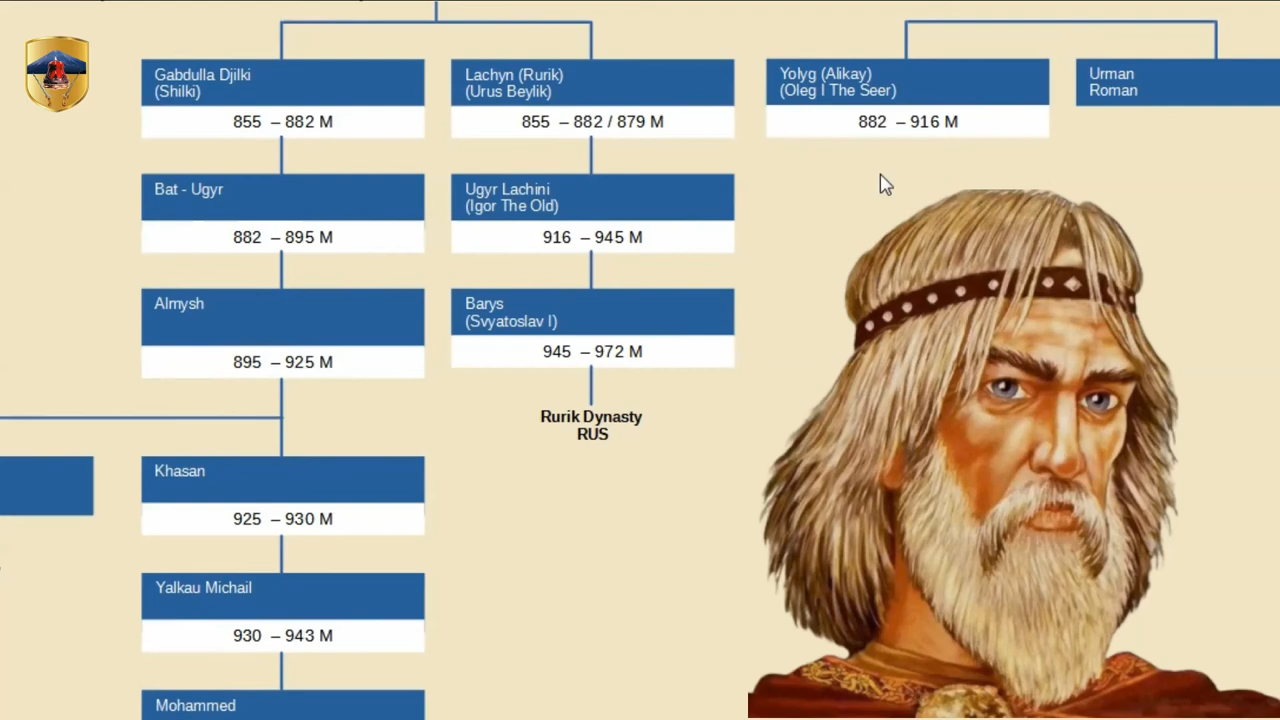 Gabdulla Djilki
(Shilki)
855 – 882 M
Lachyn (Rurik)
(Urus Beylik)
855 – 882 / 879 M
Yolyg (Alikay)
(Oleg I The Seer)
882 – 916 M
Urman
Roman
Bat - Ugyr
882 – 895 M
Ugyr Lachini
(Igor The Old)
916 – 945 M
Almysh
895 – 925 M
Barys
(Svyatoslav I)
945 – 972 M
Rurik Dynasty
RUS
Khasan
925 – 930 M
Yalkau Michail
930 – 943 M
Mohammed